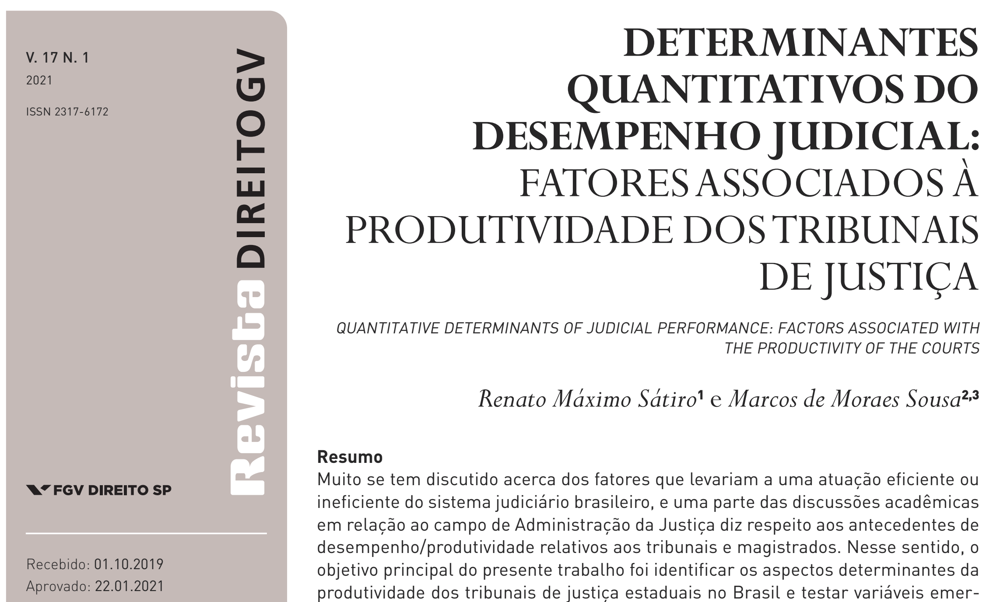 V. 17 N. 1
2021
ISSN 2317-6172
Revista DIREITO GV
FGV DIREITO SP
Recebido: 01.10.2019
Aprovado: 22.01.2021
DETERMINANTES
QUANTITATIVOS DO
DESEMPENHO JUDICIAL:
FATORES ASSOCIADOS À
PRODUTIVIDADE DOS TRIBUNAIS
DE JUSTIÇA
QUANTITATIVE DETERMINANTS OF JUDICIAL PERFORMANCE: FACTORS ASSOCIATED WITH
THE PRODUCTIVITY OF THE COURTS
Renato Máximo Sátiro1 e Marcos de Moraes Sousa2,3
Resumo
Muito se tem discutido acerca dos fatores que levariam a uma atuação eficiente ou
ineficiente do sistema judiciário brasileiro, e uma parte das discussões acadêmicas
em relação ao campo de Administração da Justiça diz respeito aos antecedentes de
desempenho/produtividade relativos aos tribunais e magistrados. Nesse sentido, o
objetivo principal do presente trabalho foi identificar os aspectos determinantes da
produtividade dos tribunais de justiça estaduais no Brasil e testar variáveis emer-